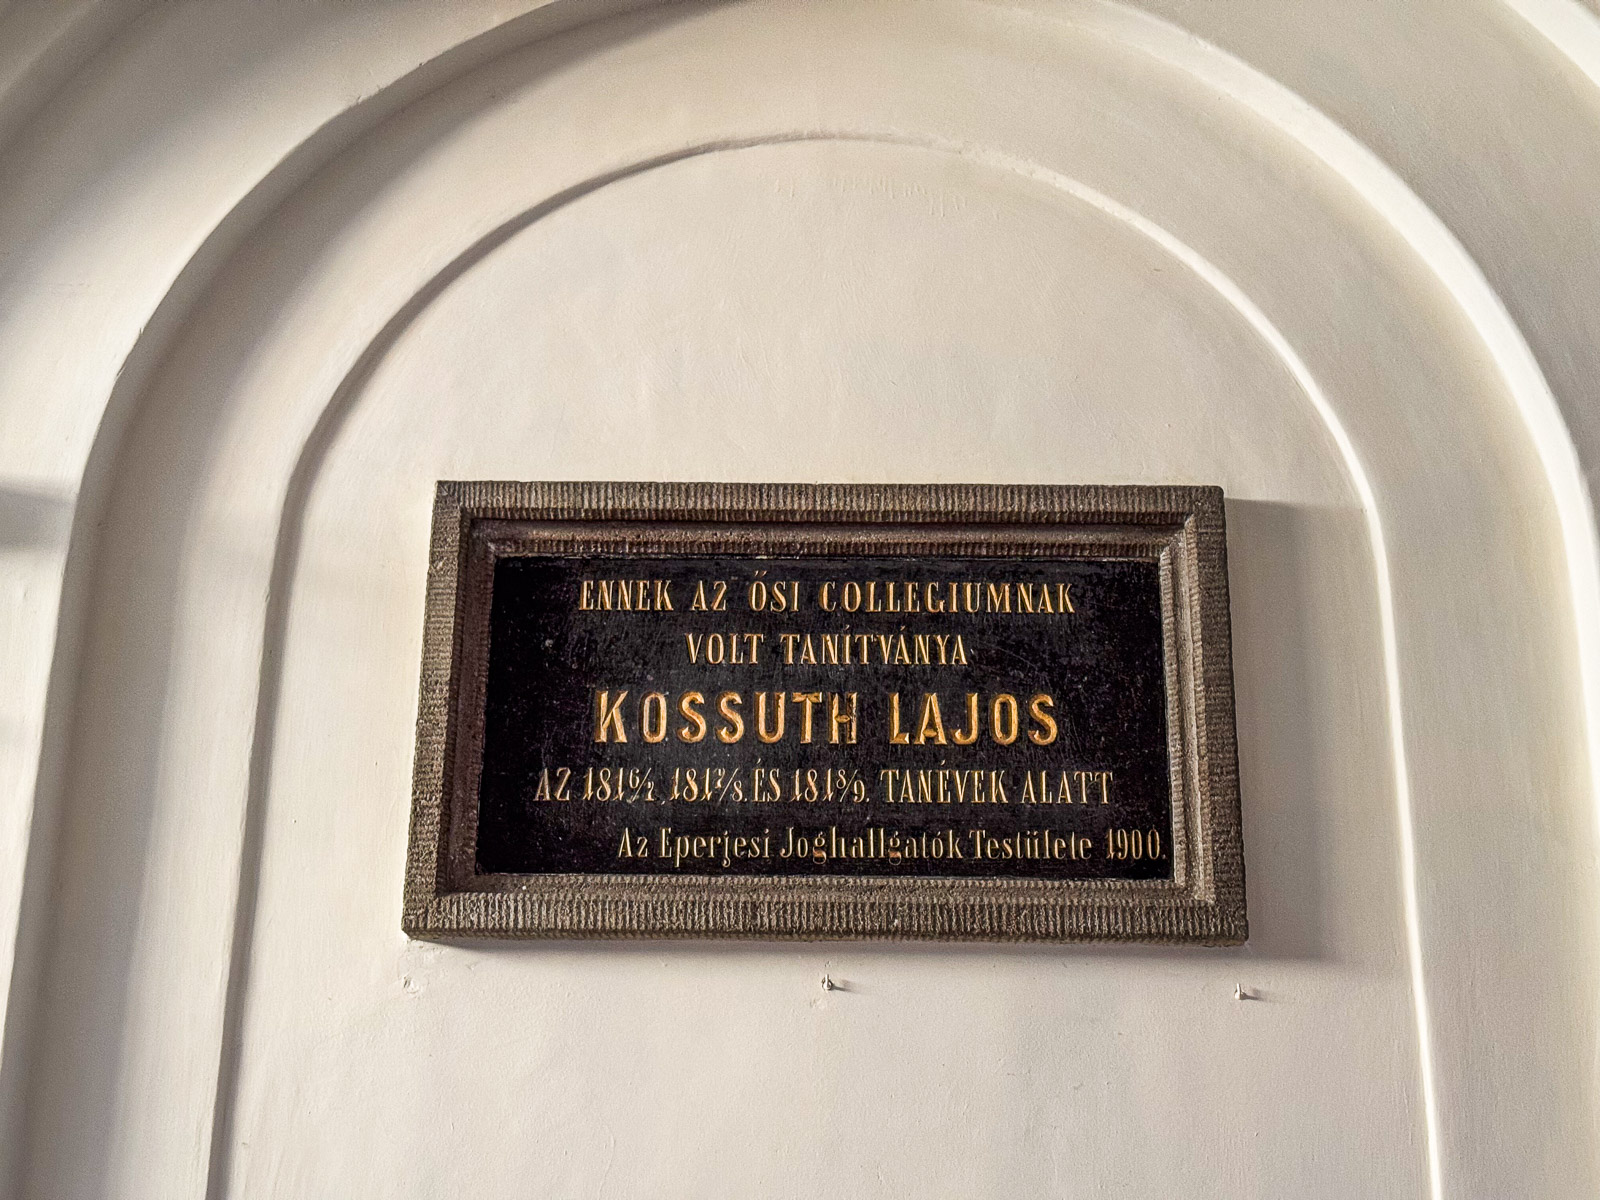 ENNEK AZ ŐSI COLLEGIUMNAK
VOLT TANÍTVÁNYA
KOSSUTH LAJOS
AZ 1816/7, 1817/8. ÉS 1818/9. TANÉVEK ALATT
Az Eperjesi Joghallgatók Testülete 1900.